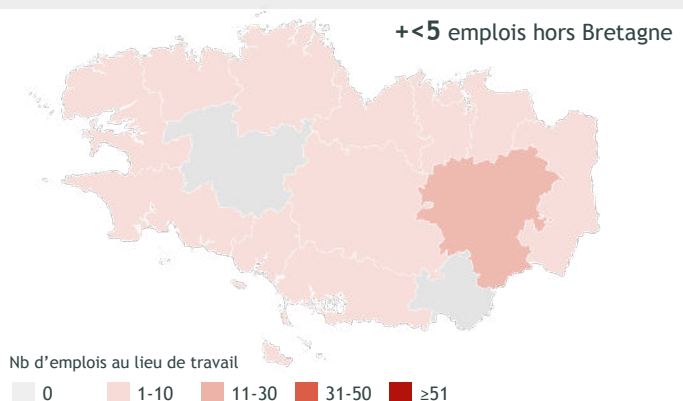 +<5 emplois hors Bretagne
Nb d'emplois au lieu de travail
0 1-10 11-30 31-50 ≥51